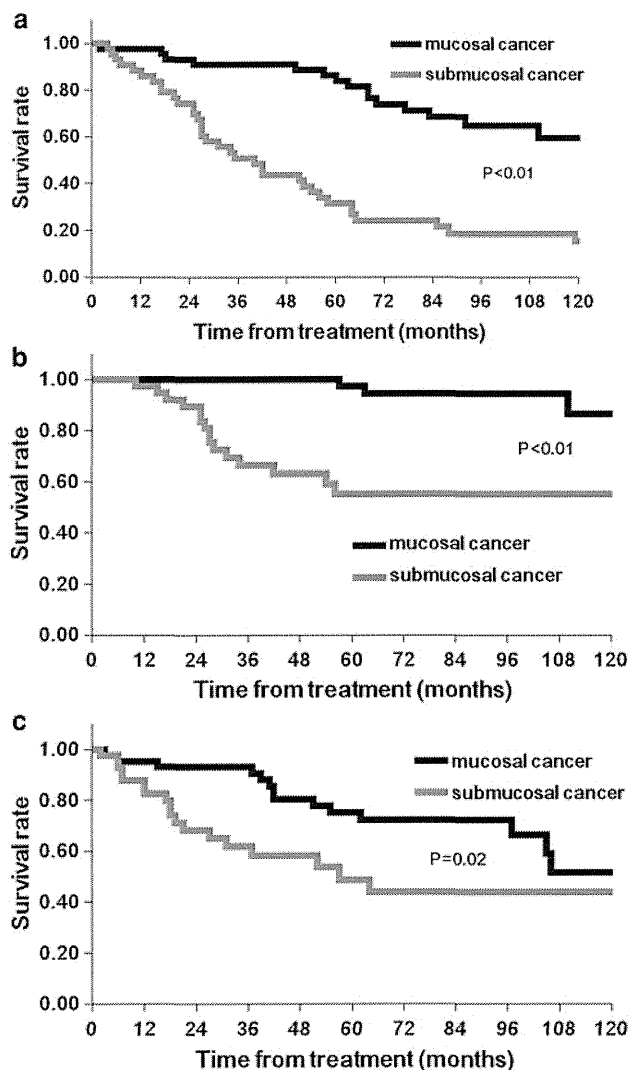 a
1.00
0.80
0.60
0.40
0.20
0.00
Survival rate
mucosal cancer
submucosal cancer
P<0.01
0 12 24 36 48 60 72 84 96 108 120
Time from treatment (months)
b
1.00
0.80
0.60
0.40
0.20
0.00
Survival rate
P<0.01
mucosal cancer
submucosal cancer
0 12 24 36 48 60 72 84 96 108 120
Time from treatment (months)
c
1.00
0.80
0.60
0.40
0.20
0.00
Survival rate
mucosal cancer
submucosal cancer
P=0.02
0 12 24 36 48 60 72 84 96 108 120
Time from treatment (months)